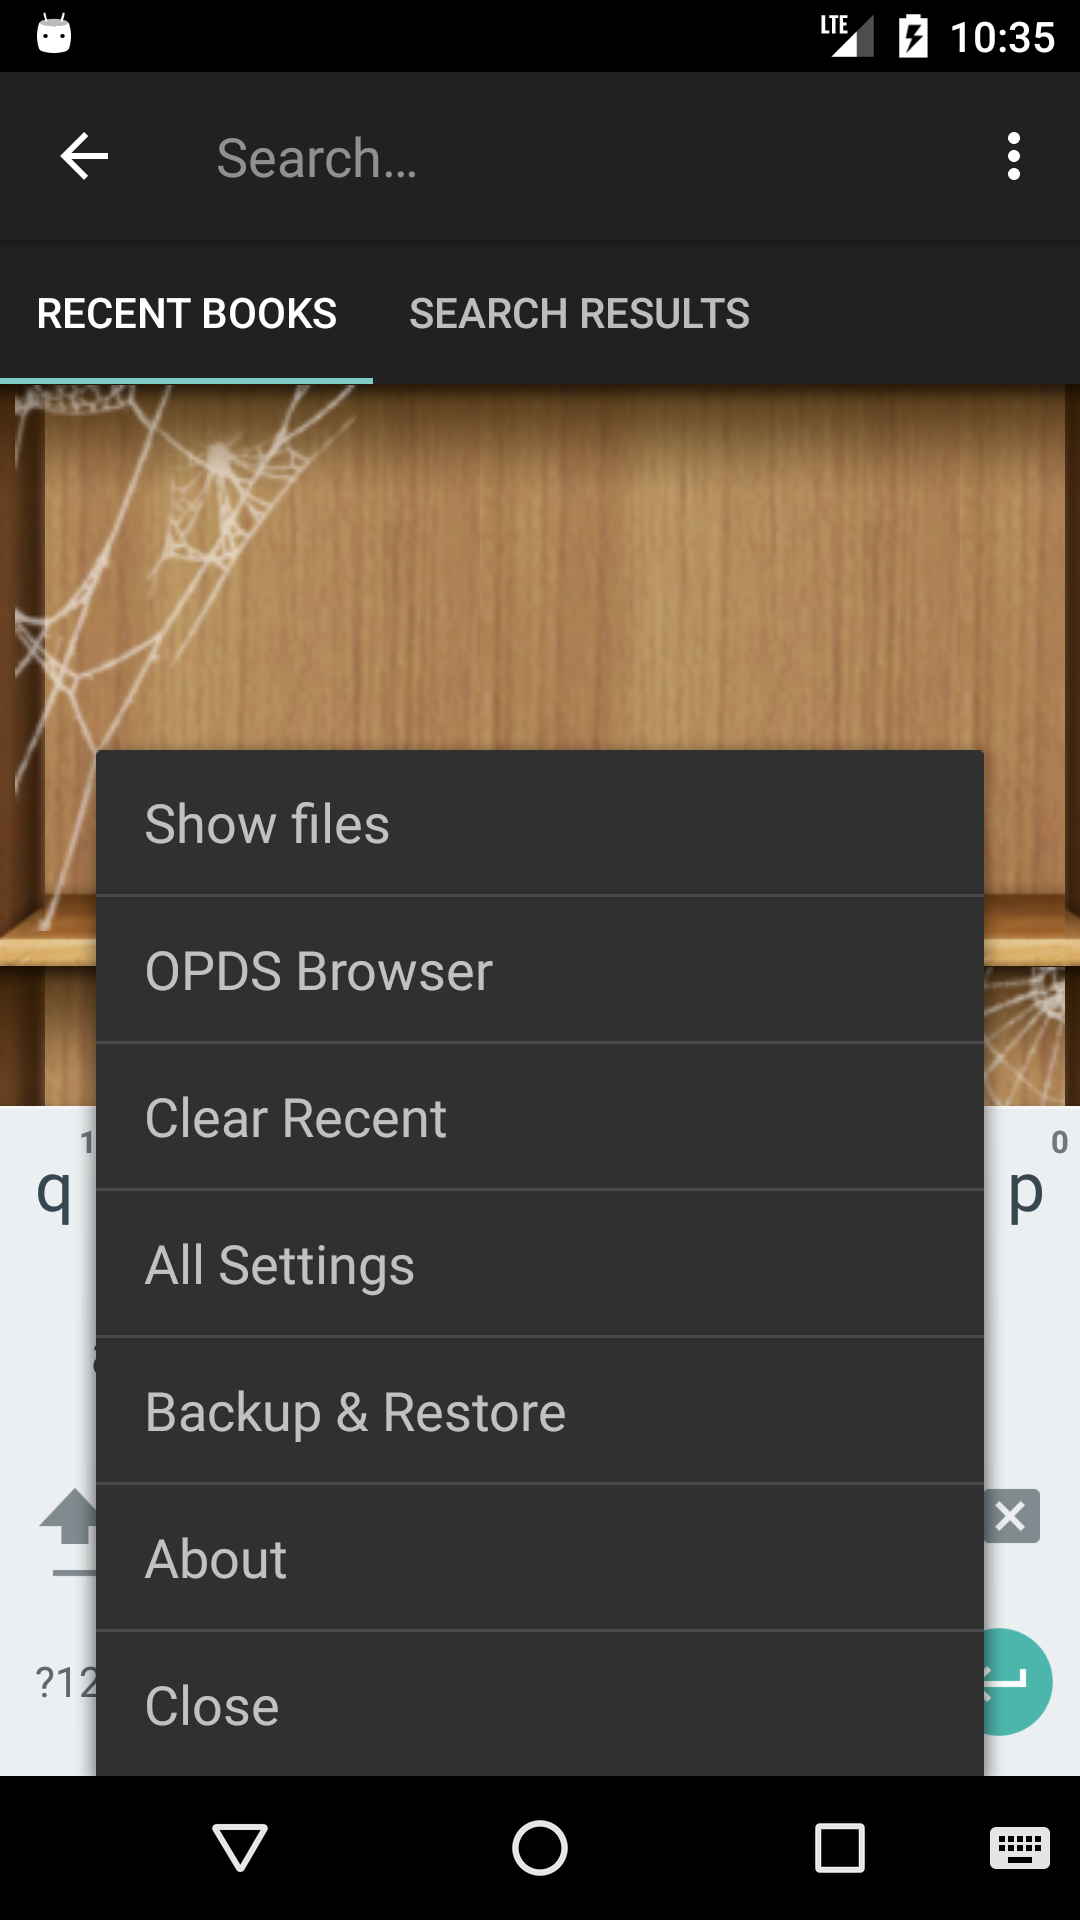 LTE 10:35
Search...
RECENT BOOKS SEARCH RESULTS
Show files
OPDS Browser
Clear Recent
All Settings
Backup & Restore
About
Close
1 0
q p
?12